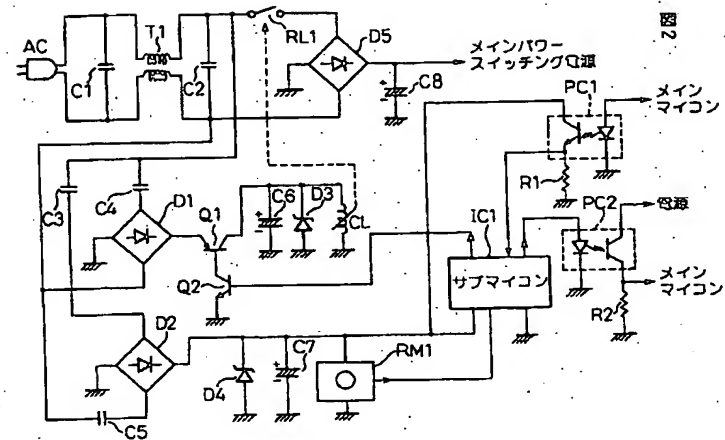 図2
AC
T1
C1
C2
RL1
D5
C8
メインパワー
スイッチング電源
PC1
メイン
マイコン
R1
C3
C4
D1
Q1
C6
D3
CL
Q2
IC1
サブマイコン
PC2
電源
メイン
マイコン
R2
D2
D4
C7
RM1
C5